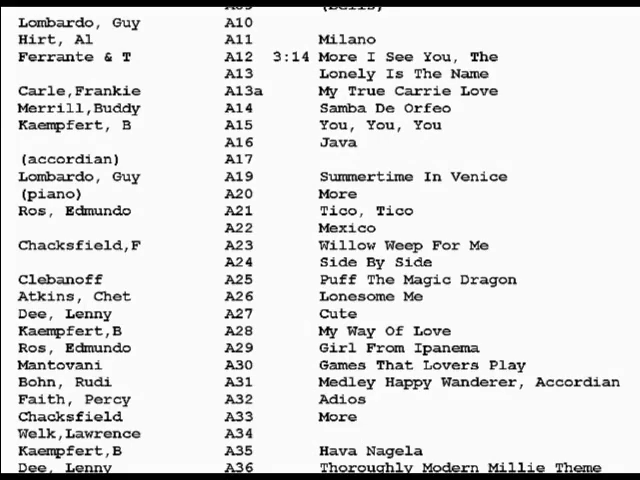 A09 (Bells)
Lombardo, Guy A10
Hirt, Al A11 Milano
Ferrante & T A12 3:14 More I See You, The
A13 Lonely Is The Name
Carle,Frankie A13a My True Carrie Love
Merrill,Buddy A14 Samba De Orfeo
Kaempfert, B A15 You, You, You
A16 Java
(accordian) A17
Lombardo, Guy A19 Summertime In Venice
(piano) A20 More
Ros, Edmundo A21 Tico, Tico
A22 Mexico
Chacksfield,F A23 Willow Weep For Me
A24 Side By Side
Clebanoff A25 Puff The Magic Dragon
Atkins, Chet A26 Lonesome Me
Dee, Lenny A27 Cute
Kaempfert,B A28 My Way Of Love
Ros, Edmundo A29 Girl From Ipanema
Mantovani A30 Games That Lovers Play
Bohn, Rudi A31 Medley Happy Wanderer, Accordian
Faith, Percy A32 Adios
Chacksfield A33 More
Welk,Lawrence A34
Kaempfert,B A35 Hava Nagela
Dee, Lenny A36 Thoroughly Modern Millie Theme